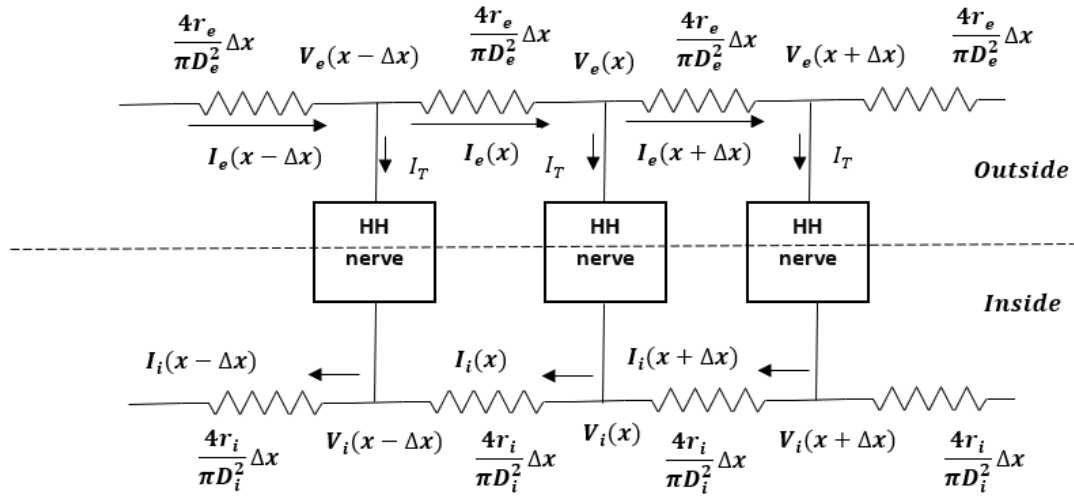 4r_e/πD_e^2 Δx   V_e(x − Δx)   4r_e/πD_e^2 Δx   V_e(x)   4r_e/πD_e^2 Δx   V_e(x + Δx)   4r_e/πD_e^2 Δx
I_e(x − Δx)   I_T   I_e(x)   I_T   I_e(x + Δx)   I_T
Outside
HH   HH   HH
nerve   nerve   nerve
Inside
I_i(x − Δx)   I_i(x)   I_i(x + Δx)
4r_i/πD_i^2 Δx   V_i(x − Δx)   4r_i/πD_i^2 Δx   V_i(x)   4r_i/πD_i^2 Δx   V_i(x + Δx)   4r_i/πD_i^2 Δx